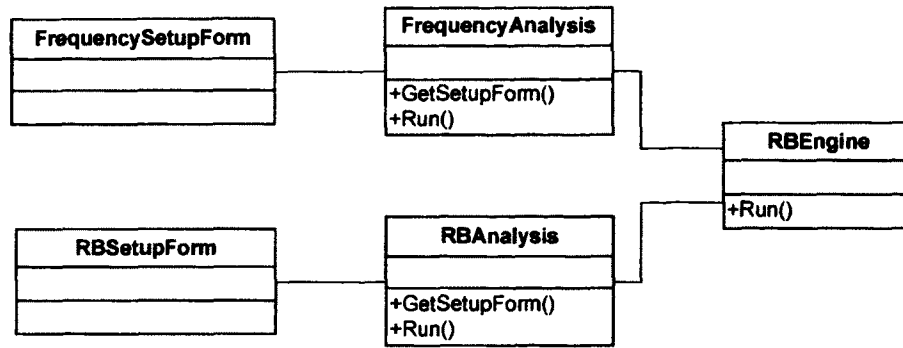 FrequencySetupForm
FrequencyAnalysis
+GetSetupForm()
+Run()
RBEngine
+Run()
RBSetupForm
RBAnalysis
+GetSetupForm()
+Run()